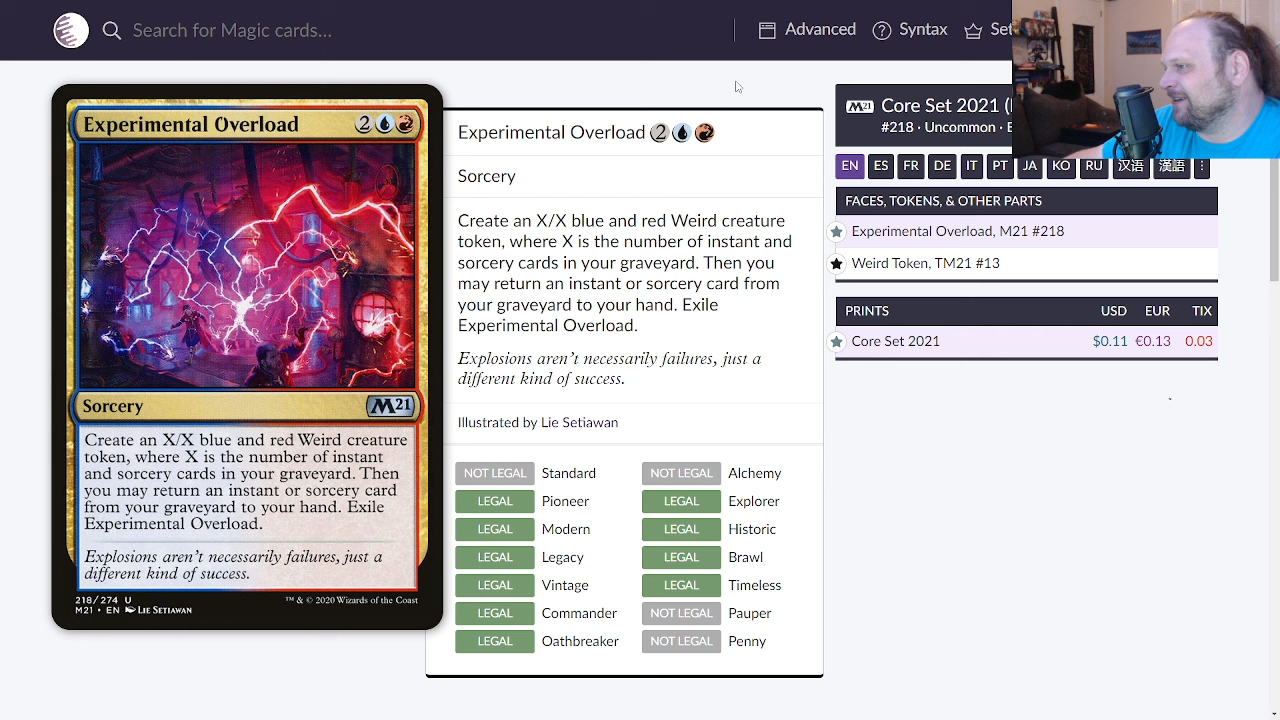 Search for Magic cards...
Advanced
Syntax
Set
Experimental Overload 2
Sorcery
M21
Create an X/X blue and red Weird creature
token, where X is the number of instant
and sorcery cards in your graveyard. Then
you may return an instant or sorcery card
from your graveyard to your hand. Exile
Experimental Overload.
Explosions aren't necessarily failures, just a
different kind of success.
218/274 U
M21 • EN Lie Setiawan
™ & © 2020 Wizards of the Coast
Experimental Overload 2
Sorcery
Create an X/X blue and red Weird creature
token, where X is the number of instant and
sorcery cards in your graveyard. Then you
may return an instant or sorcery card from
your graveyard to your hand. Exile
Experimental Overload.
Explosions aren't necessarily failures, just a
different kind of success.
Illustrated by Lie Setiawan
NOT LEGAL Standard NOT LEGAL Alchemy
LEGAL Pioneer LEGAL Explorer
LEGAL Modern LEGAL Historic
LEGAL Legacy LEGAL Brawl
LEGAL Vintage LEGAL Timeless
LEGAL Commander NOT LEGAL Pauper
LEGAL Oathbreaker NOT LEGAL Penny
M21 Core Set 2021 (
#218 · Uncommon · E
EN ES FR DE IT PT JA KO RU 汉语 漢語
FACES, TOKENS, & OTHER PARTS
Experimental Overload, M21 #218
Weird Token, TM21 #13
PRINTS USD EUR TIX
Core Set 2021 $0.11 €0.13 0.03